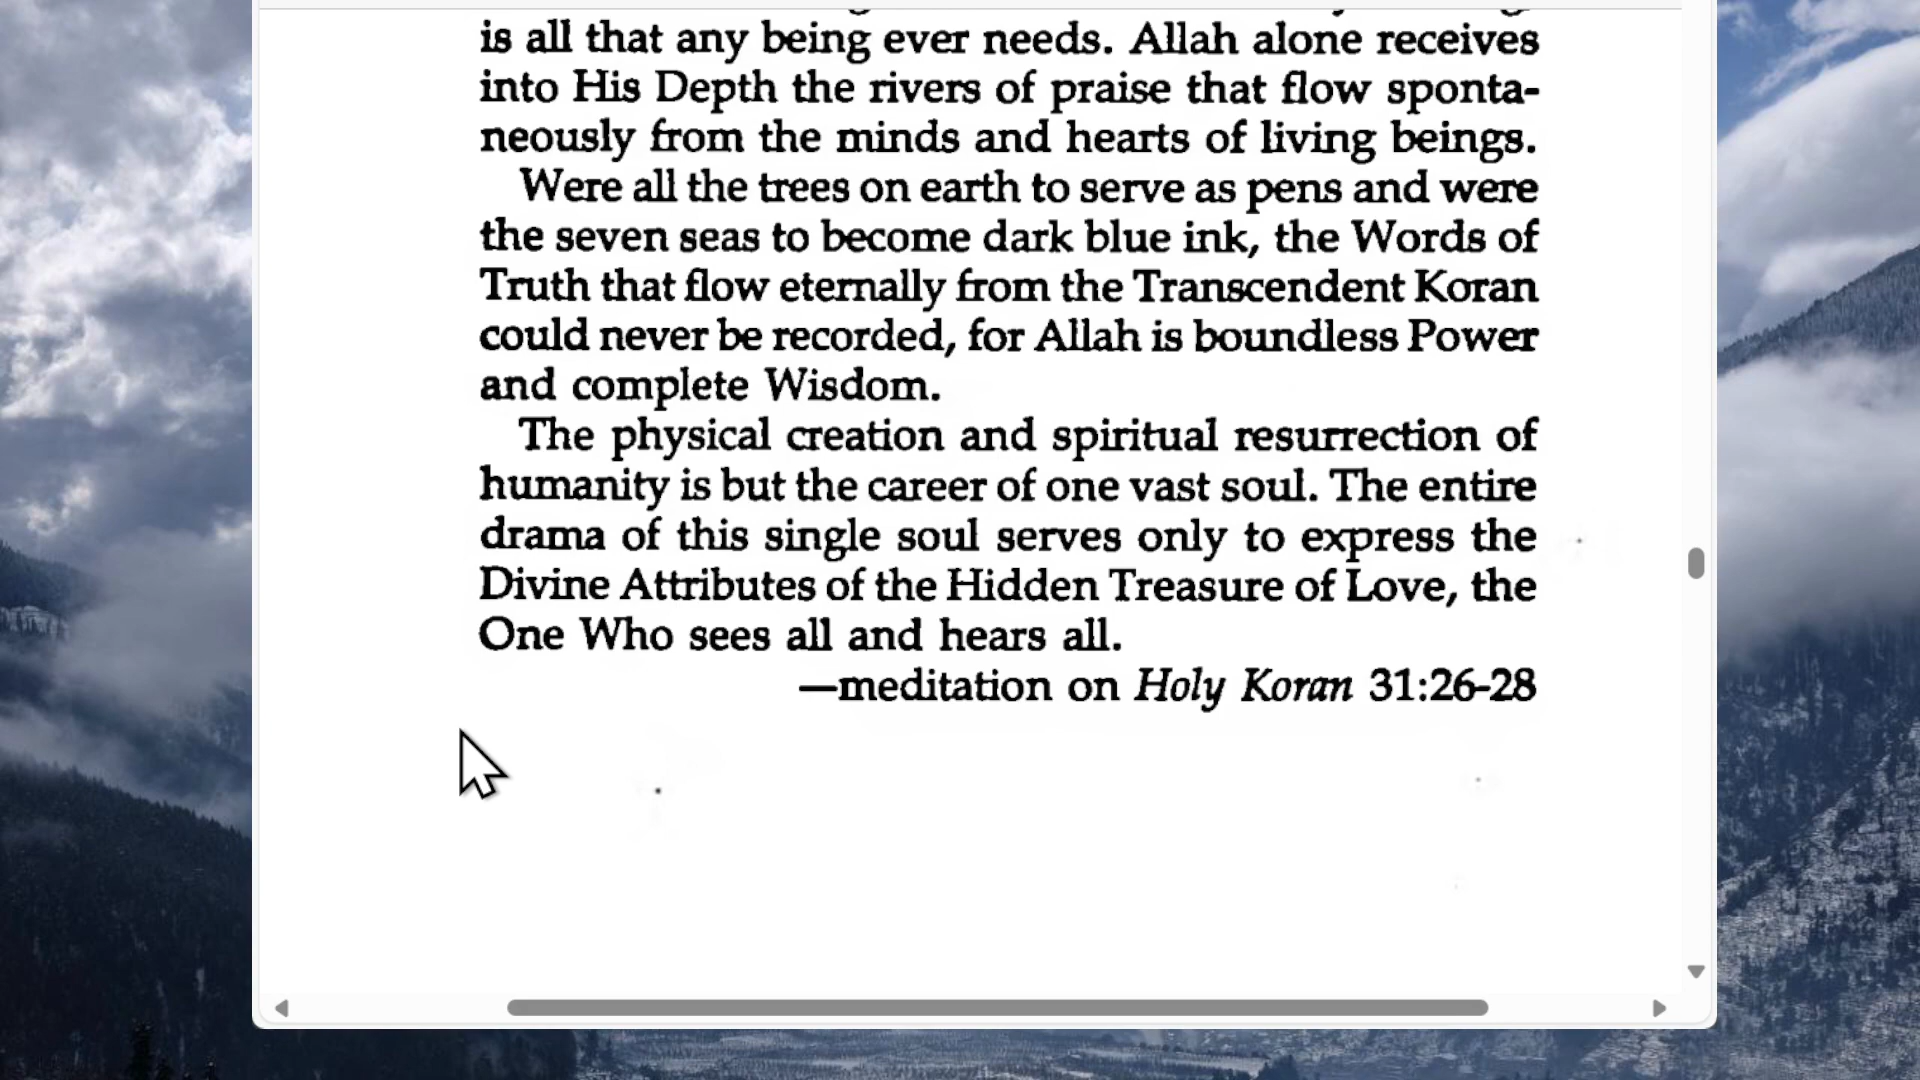 is all that any being ever needs. Allah alone receives
into His Depth the rivers of praise that flow sponta-
neously from the minds and hearts of living beings.
Were all the trees on earth to serve as pens and were
the seven seas to become dark blue ink, the Words of
Truth that flow eternally from the Transcendent Koran
could never be recorded, for Allah is boundless Power
and complete Wisdom.
The physical creation and spiritual resurrection of
humanity is but the career of one vast soul. The entire
drama of this single soul serves only to express the
Divine Attributes of the Hidden Treasure of Love, the
One Who sees all and hears all.
—meditation on Holy Koran 31:26-28